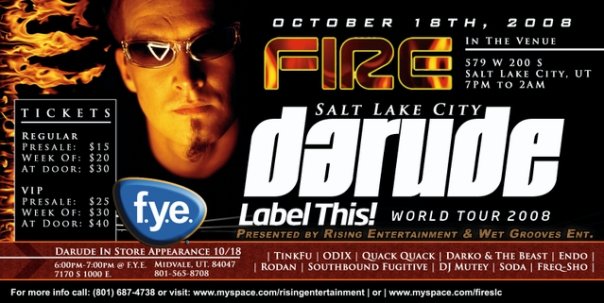 OCTOBER 18TH, 2008
FIRE
IN THE VENUE
579 W 200 S
SALT LAKE CITY, UT
7PM TO 2AM
SALT LAKE CITY
darude
Label This! WORLD TOUR 2008
PRESENTED BY RISING ENTERTAINMENT & WET GROOVES ENT.
TICKETS
REGULAR
PRESALE: $15
WEEK OF: $20
AT DOOR: $30
VIP
PRESALE: $25
WEEK OF: $30
AT DOOR: $40
f.y.e.
DARUDE IN STORE APPEARANCE 10/18
6:00PM-7:00PM @ F.Y.E. MIDVALE, UT. 84047
7170 S 1000 E. 801-565-8708
| TINKFU | ODIX | QUACK QUACK | DARKO & THE BEAST | ENDO |
| RODAN | SOUTHBOUND FUGITIVE | DJ MUTEY | SODA | FREQ-SHO |
For more info call: (801) 687-4738 or visit: www.myspace.com/risingentertainment | or | www.myspace.com/fireslc